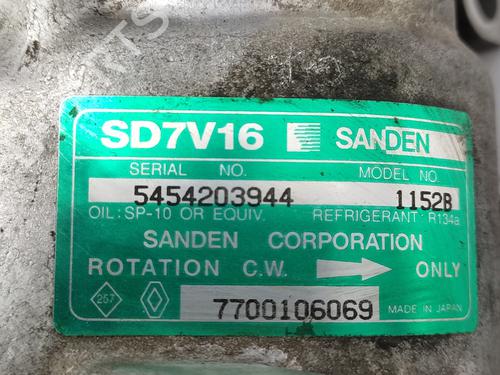 SD7V16 SANDEN
SERIAL NO. MODEL NO.
5454203944 1152B
OIL: SP-10 OR EQUIV. REFRIGERANT R134a
SANDEN CORPORATION
ROTATION C.W. ONLY
257 7700106069 MADE IN JAPAN